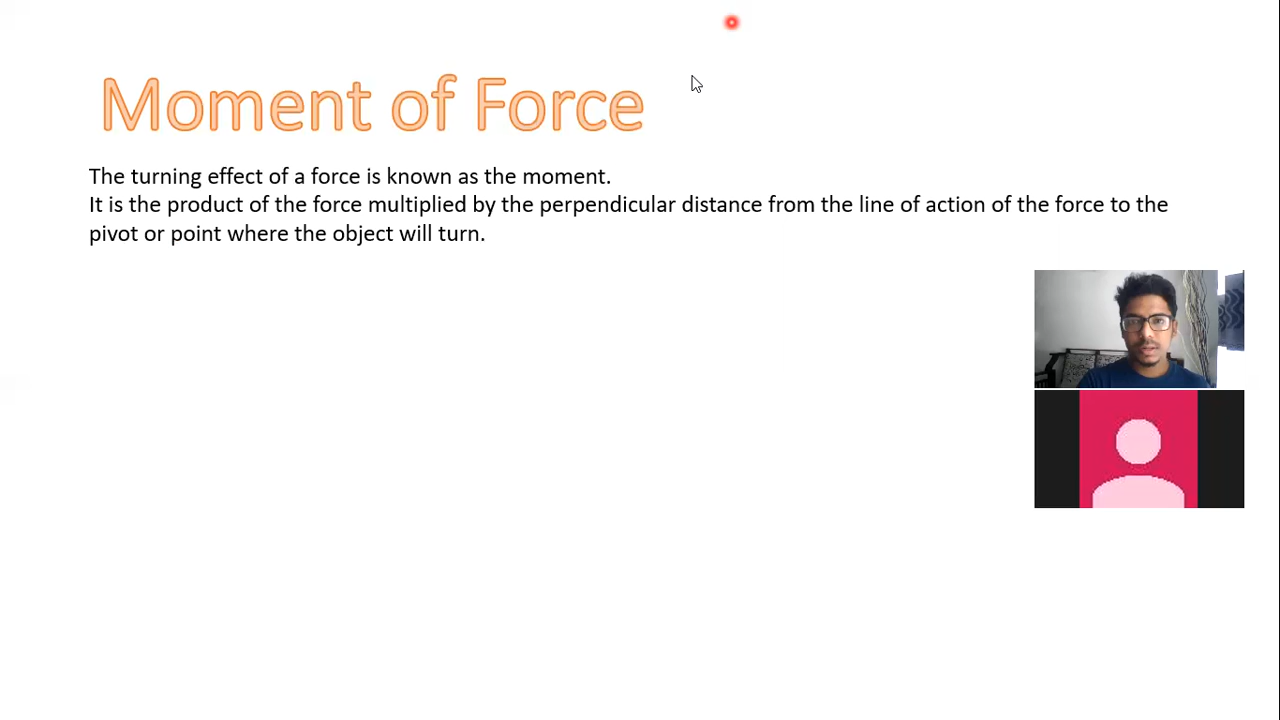 Moment of Force
The turning effect of a force is known as the moment.
It is the product of the force multiplied by the perpendicular distance from the line of action of the force to the
pivot or point where the object will turn.